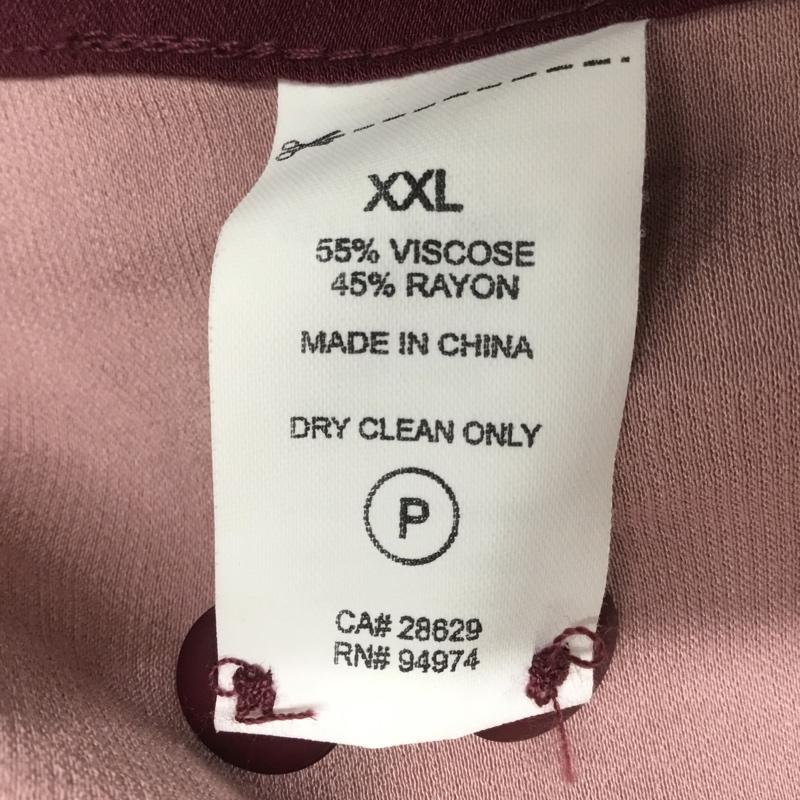 XXL
55% VISCOSE
45% RAYON
MADE IN CHINA
DRY CLEAN ONLY
P
CA# 28629
RN# 94974